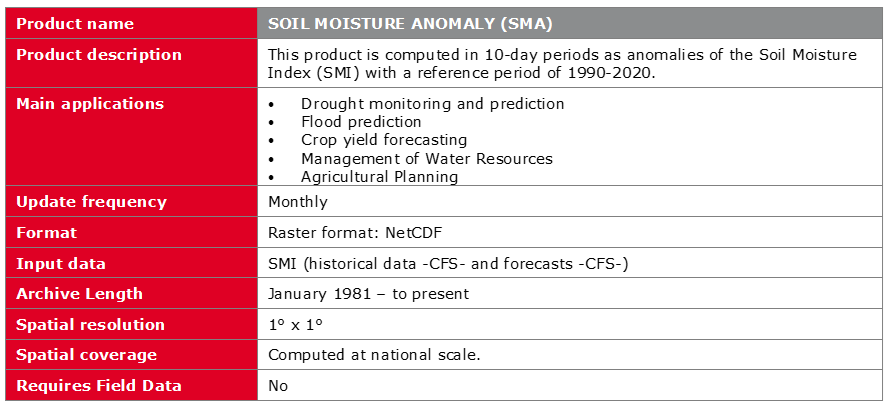 Product name SOIL MOISTURE ANOMALY (SMA)
Product description This product is computed in 10-day periods as anomalies of the Soil Moisture
Index (SMI) with a reference period of 1990-2020.
Main applications • Drought monitoring and prediction
• Flood prediction
• Crop yield forecasting
• Management of Water Resources
• Agricultural Planning
Update frequency Monthly
Format Raster format: NetCDF
Input data SMI (historical data -CFS- and forecasts -CFS-)
Archive Length January 1981 – to present
Spatial resolution 1° x 1°
Spatial coverage Computed at national scale.
Requires Field Data No